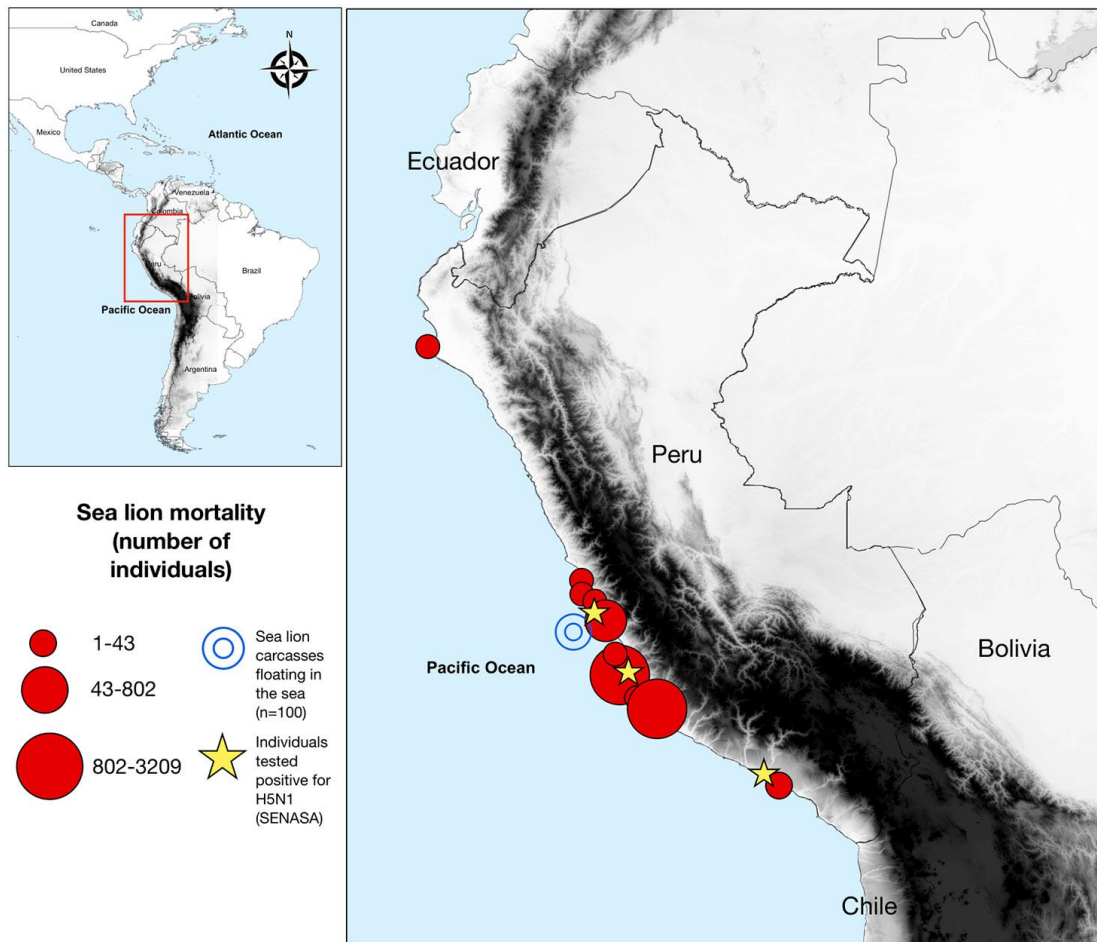 Canada
N
United States
Atlantic Ocean
Mexico
Venezuela
Colombia
Peru
Brazil
Pacific Ocean
Bolivia
Argentina
Sea lion mortality
(number of
individuals)
1-43
43-802
802-3209
Sea lion
carcasses
floating in
the sea
(n=100)
Individuals
tested
positive for
H5N1
(SENASA)
Ecuador
Peru
Pacific Ocean
Bolivia
Chile